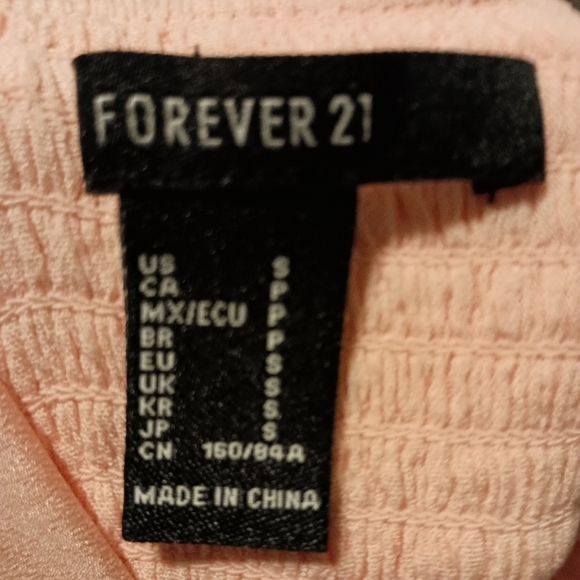 FOREVER 21
US S
CA P
MX/ECU P
BR P
EU S
UK S
KR S
JP S
CN 160/84A
MADE IN CHINA